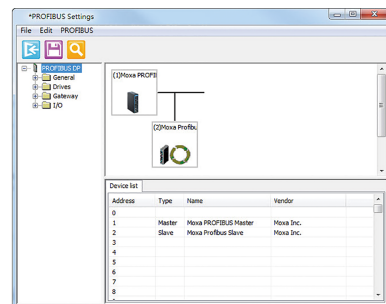 *PROFIBUS Settings
File Edit PROFIBUS
PROFIBUS DP
General
Drives
Gateway
I/O
(1)Moxa PROFI
(2)Moxa Profibu
Device list
Address Type Name Vendor
0
1 Master Moxa PROFIBUS Master Moxa Inc.
2 Slave Moxa Profibus Slave Moxa Inc.
3
4
5
6
7
8